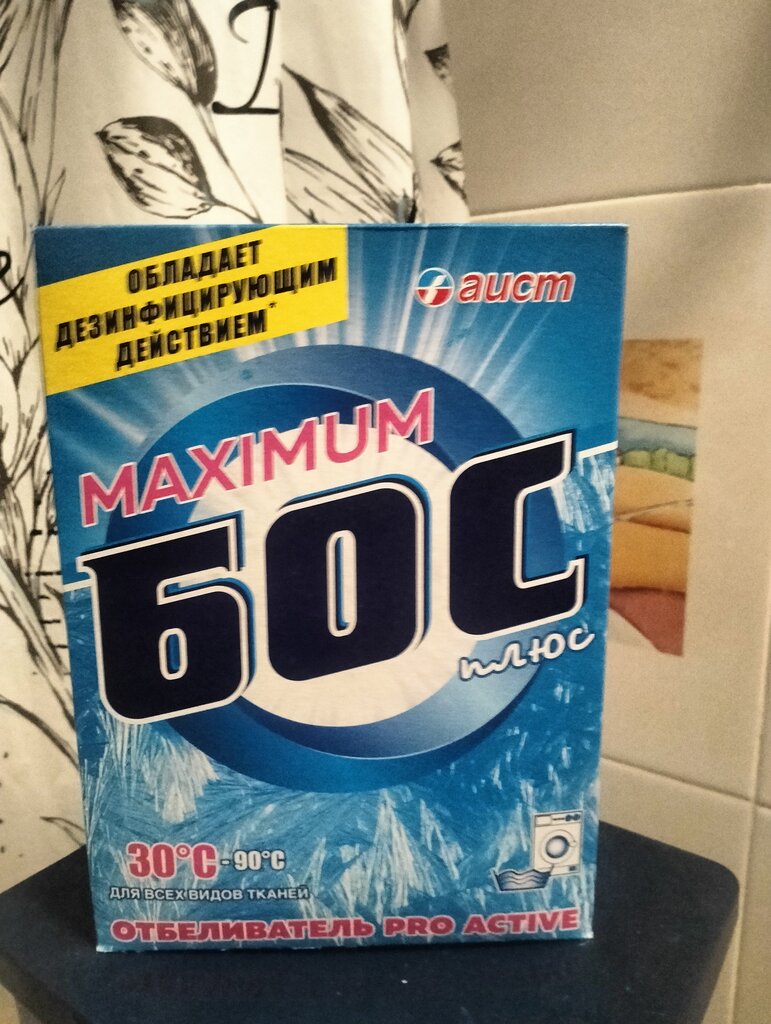 ОБЛАДАЕТ
ДЕЗИНФИЦИРУЮЩИМ
ДЕЙСТВИЕМ*
аист
MAXIMUM
БОС
плюс
30°C - 90°C
ДЛЯ ВСЕХ ВИДОВ ТКАНЕЙ
ОТБЕЛИВАТЕЛЬ PRO ACTIVE